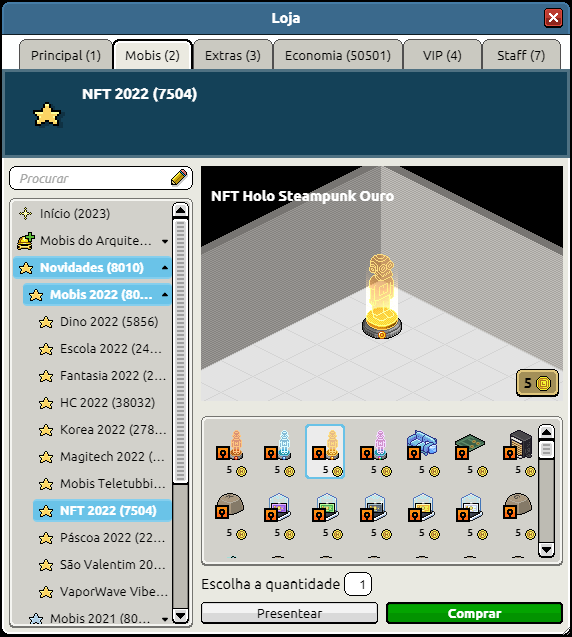 Loja
Principal (1)
Mobis (2)
Extras (3)
Economia (50501)
VIP (4)
Staff (7)
NFT 2022 (7504)
Procurar
Início (2023)
Mobis do Arquite...
Novidades (8010)
Mobis 2022 (80...
Dino 2022 (5856)
Escola 2022 (24...
Fantasia 2022 (2...
HC 2022 (38032)
Korea 2022 (278...
Magitech 2022 (...
Mobis Teletubbi...
NFT 2022 (7504)
Páscoa 2022 (22...
São Valentim 20...
VaporWave Vibe...
Mobis 2021 (80...
NFT Holo Steampunk Ouro
5
5 5 5 5 5 5 5
5 5 5 5 5 5 5
Escolha a quantidade 1
Presentear
Comprar